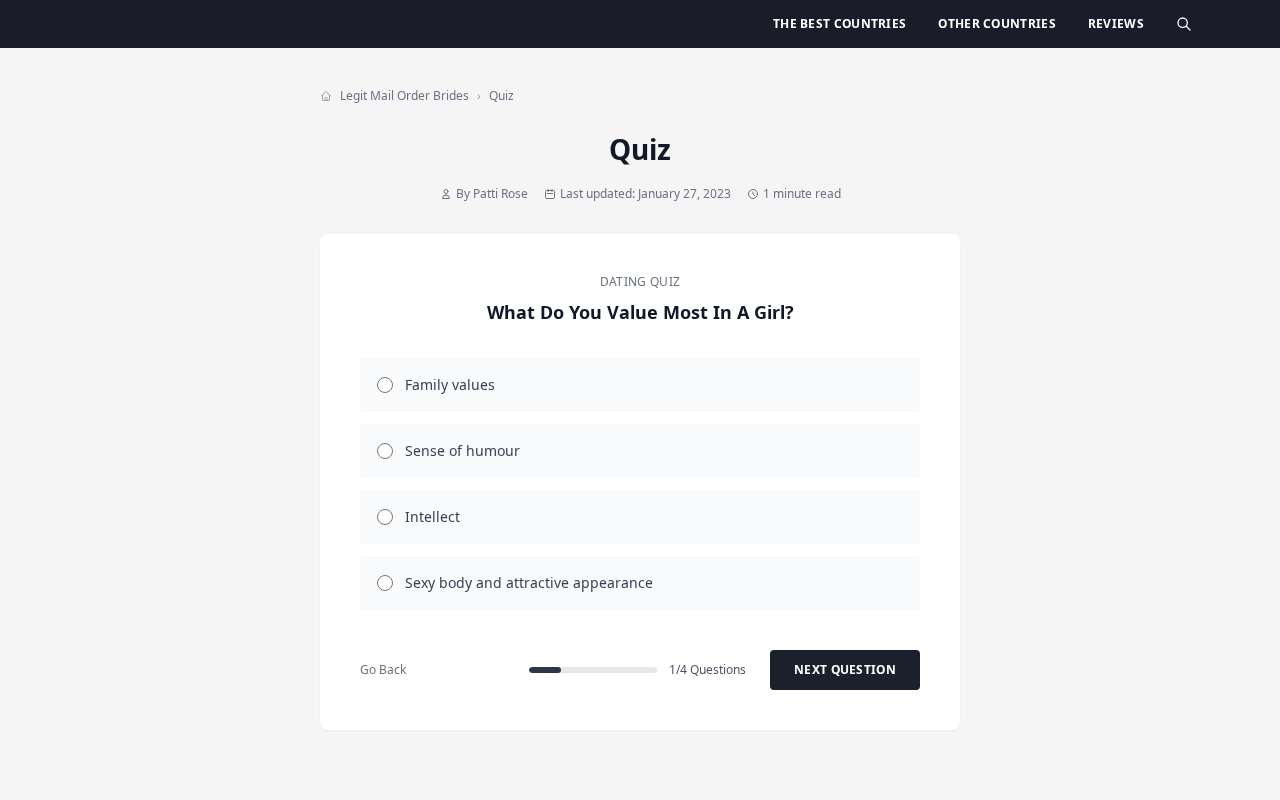 THE BEST COUNTRIES OTHER COUNTRIES REVIEWS
Legit Mail Order Brides › Quiz
Quiz
By Patti Rose Last updated: January 27, 2023 1 minute read
DATING QUIZ
What Do You Value Most In A Girl?
Family values
Sense of humour
Intellect
Sexy body and attractive appearance
Go Back 1/4 Questions NEXT QUESTION